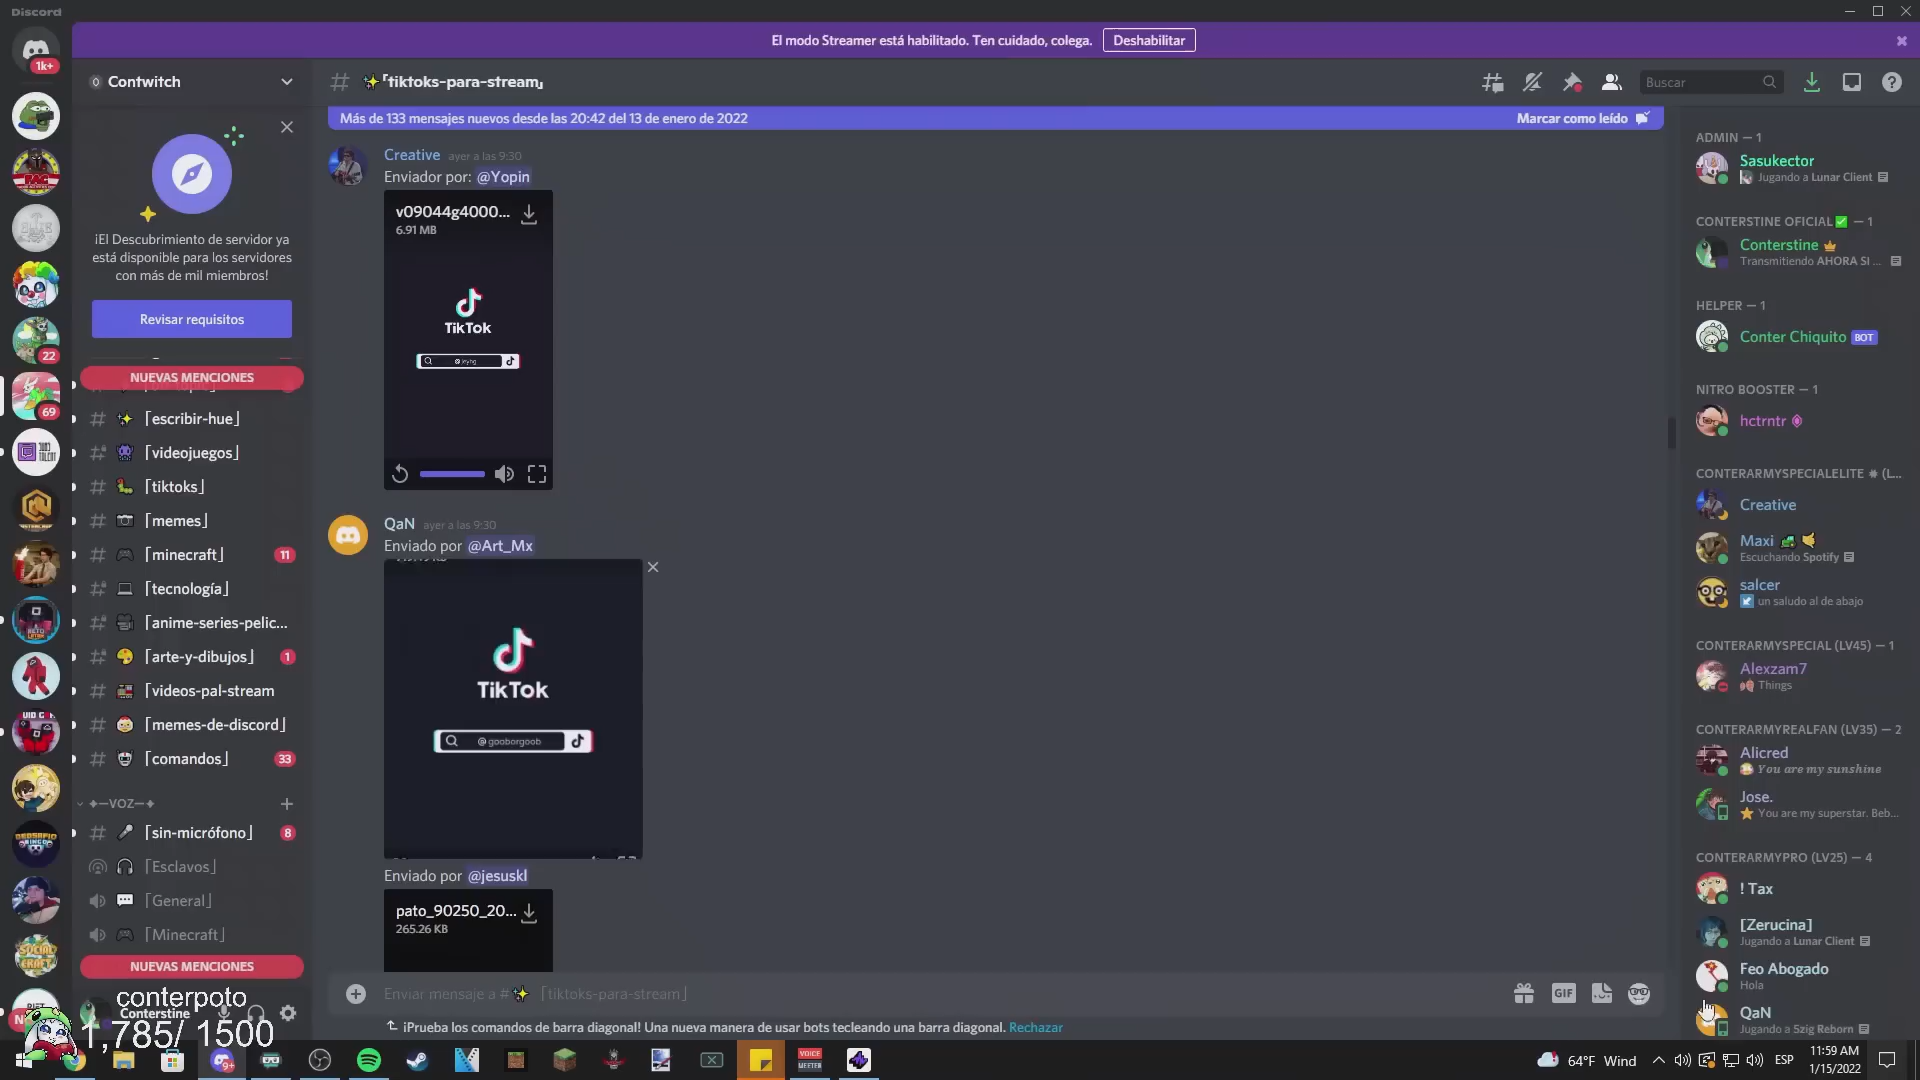 Discord
El modo Streamer está habilitado. Ten cuidado, colega.
Deshabilitar
1k+
22
69
Contwitch
¡El Descubrimiento de servidor ya
está disponible para los servidores
con más de mil miembros!
Revisar requisitos
NUEVAS MENCIONES
「escribir-hue」
「videojuegos」
「tiktoks」
「memes」
「minecraft」 11
「tecnología」
「anime-series-pelic...
「arte-y-dibujos」 1
「videos-pal-stream
「memes-de-discord」
「comandos」 33
✦—VOZ—✦
「sin-micrófono」 8
「Esclavos」
「General」
「Minecraft」
NUEVAS MENCIONES
conterpoto
Conterstine
1,785/ 1500
✨「tiktoks-para-stream」
Buscar
Más de 133 mensajes nuevos desde las 20:42 del 13 de enero de 2022
Marcar como leído
Creative ayer a las 9:30
Enviador por: @Yopin
v09044g4000...
6.91 MB
TikTok
QaN ayer a las 9:30
Enviado por @Art_Mx
TikTok
@gooborgoob
Enviado por @jesuskl
pato_90250_20...
265.26 KB
Enviar mensaje a #✨「tiktoks-para-stream」
GIF
¡Prueba los comandos de barra diagonal! Una nueva manera de usar bots tecleando una barra diagonal. Rechazar
ADMIN — 1
Sasukector
Jugando a Lunar Client
CONTERSTINE OFICIAL✅ — 1
Conterstine
Transmitiendo AHORA SI ...
HELPER — 1
Conter Chiquito BOT
NITRO BOOSTER — 1
hctrntr
CONTERARMYSPECIALELITE ⁕ (L...
Creative
Maxi
Escuchando Spotify
salcer
un saludo al de abajo
CONTERARMYSPECIAL (LV45) — 1
Alexzam7
Things
CONTERARMYREALFAN (LV35) — 2
Alicred
You are my sunshine
Jose.
You are my superstar. Beb...
CONTERARMYPRO (LV25) — 4
! Tax
[Zerucina]
Jugando a Lunar Client
Feo Abogado
Hola
QaN
Jugando a Szig Reborn
9+
VOICE
MEETER
64°F Wind
ESP
11:59 AM
1/15/2022